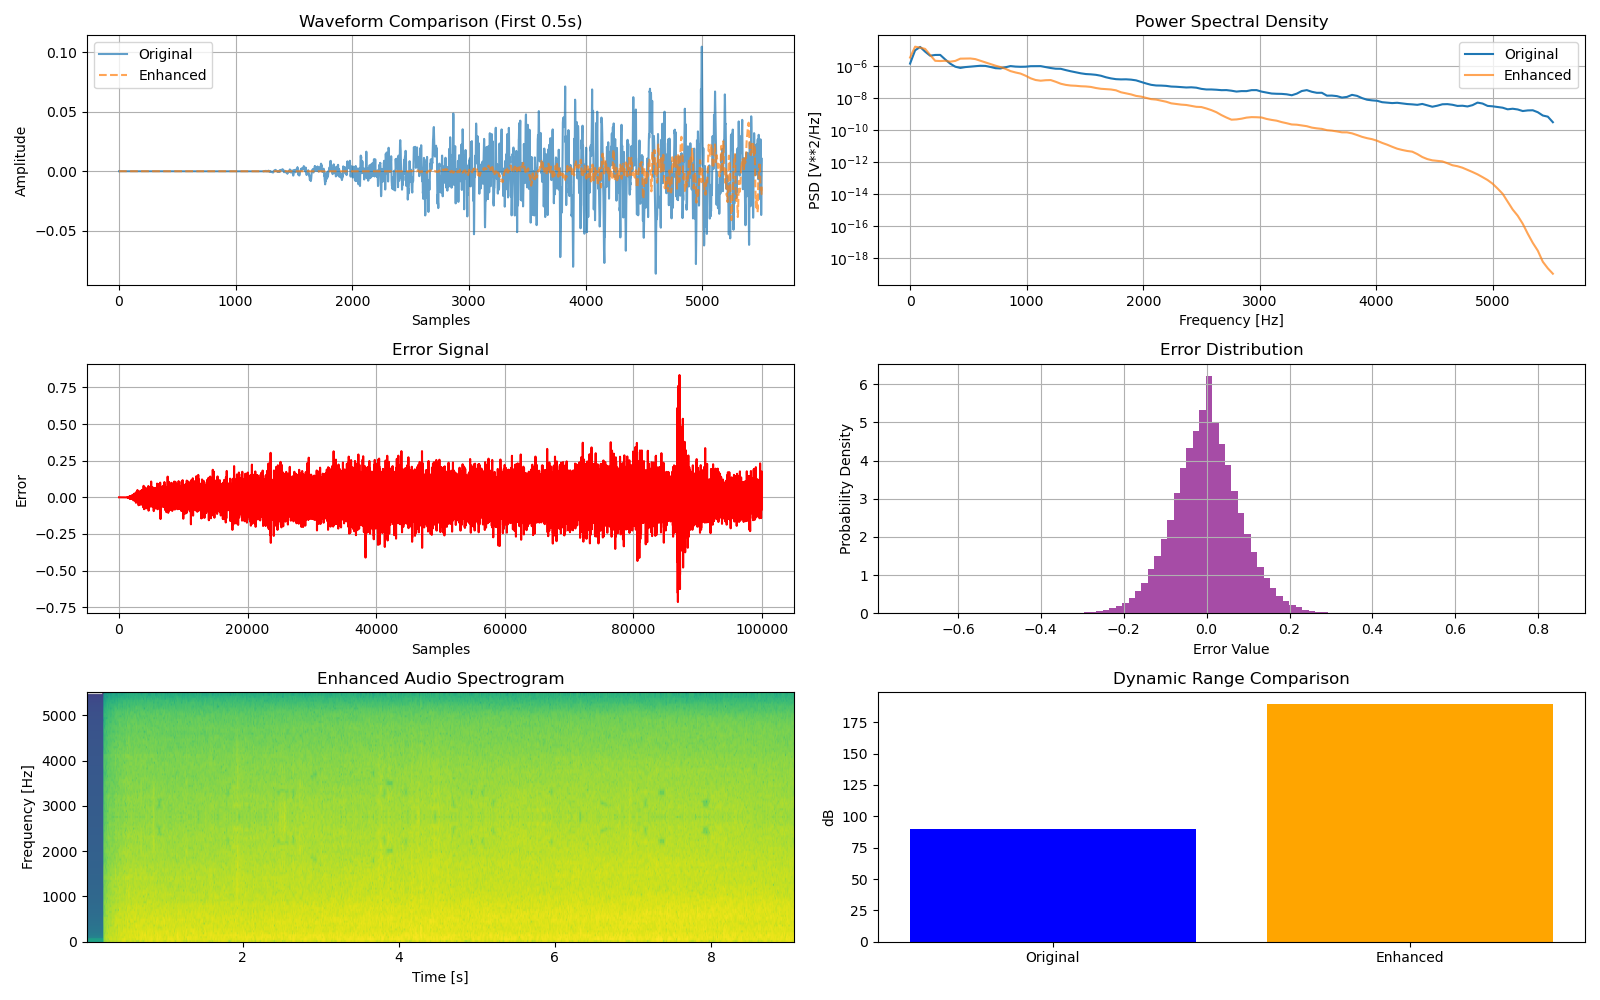 Waveform Comparison (First 0.5s)
Original
Enhanced
Amplitude
0.10
0.05
0.00
−0.05
0 1000 2000 3000 4000 5000
Samples
Power Spectral Density
Original
Enhanced
PSD [V**2/Hz]
10⁻⁶
10⁻⁸
10⁻¹⁰
10⁻¹²
10⁻¹⁴
10⁻¹⁶
10⁻¹⁸
0 1000 2000 3000 4000 5000
Frequency [Hz]
Error Signal
Error
0.75
0.50
0.25
0.00
−0.25
−0.50
−0.75
0 20000 40000 60000 80000 100000
Samples
Error Distribution
Probability Density
6
5
4
3
2
1
0
−0.6 −0.4 −0.2 0.0 0.2 0.4 0.6 0.8
Error Value
Enhanced Audio Spectrogram
Frequency [Hz]
5000
4000
3000
2000
1000
0
2 4 6 8
Time [s]
Dynamic Range Comparison
dB
175
150
125
100
75
50
25
0
Original Enhanced